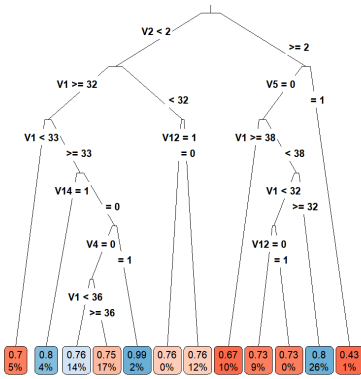 V2 < 2
>= 2
V1 >= 32
V5 = 0
< 32
= 1
V1 < 33
V12 = 1
V1 >= 38
>= 33
= 0
< 38
V14 = 1
V1 < 32
= 0
>= 32
V4 = 0
V12 = 0
= 1
= 1
V1 < 36
>= 36
0.7 0.8 0.76 0.75 0.99 0.76 0.76 0.67 0.73 0.73 0.8 0.43
5% 4% 14% 17% 2% 0% 12% 10% 9% 0% 26% 1%